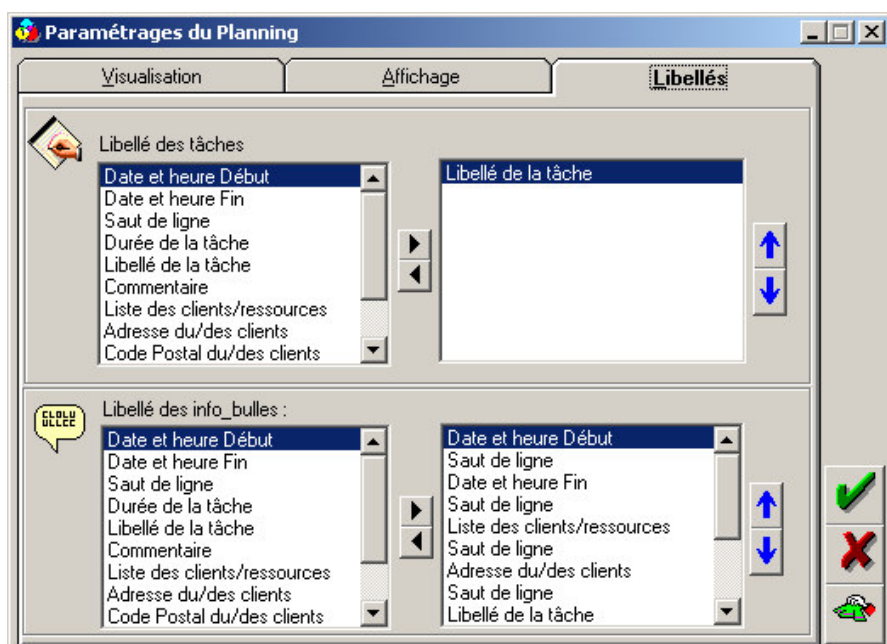 Paramétrages du Planning
Visualisation
Affichage
Libellés
Libellé des tâches
Date et heure Début
Date et heure Fin
Saut de ligne
Durée de la tâche
Libellé de la tâche
Commentaire
Liste des clients/ressources
Adresse du/des clients
Code Postal du/des clients
Libellé de la tâche
Libellé des info_bulles :
Date et heure Début
Date et heure Fin
Saut de ligne
Durée de la tâche
Libellé de la tâche
Commentaire
Liste des clients/ressources
Adresse du/des clients
Code Postal du/des clients
Date et heure Début
Saut de ligne
Date et heure Fin
Saut de ligne
Liste des clients/ressources
Saut de ligne
Adresse du/des clients
Saut de ligne
Libellé de la tâche